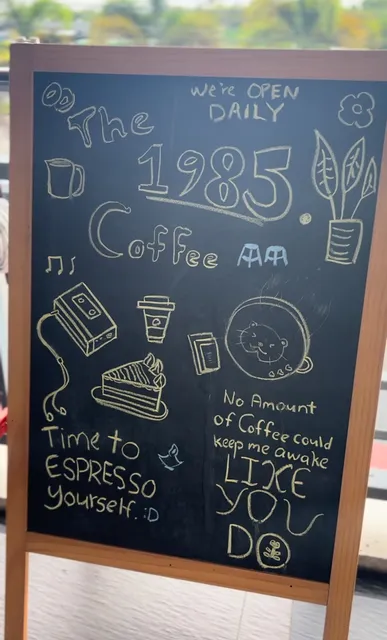 We're OPEN
DAILY
The
1985.
Coffee
Time to
ESPRESSO
yourself. :D
No Amount
of Coffee could
keep me awake
LIKE
YOU
DO